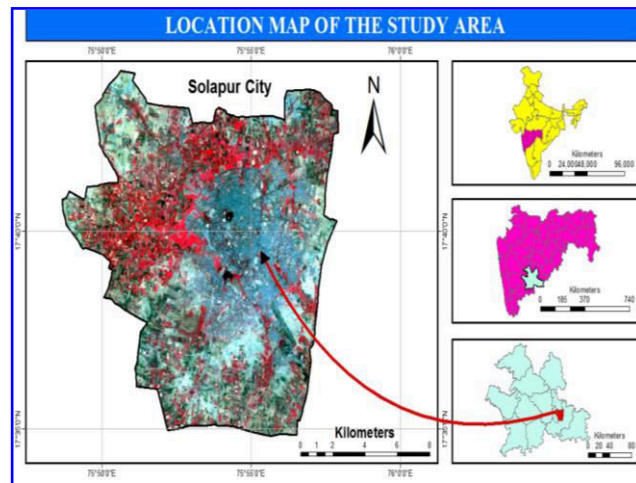 LOCATION MAP OF THE STUDY AREA
75°50'0"E 75°55'0"E 76°0'0"E
Solapur City
N
17°40'0"N 17°40'0"N
Kilometers
0 1 2 4 6 8
75°50'0"E 75°55'0"E 76°0'0"E
Kilometers
0 24,00048,000 96,000
Kilometers
0 185 370 740
Kilometers
0 20 40 80